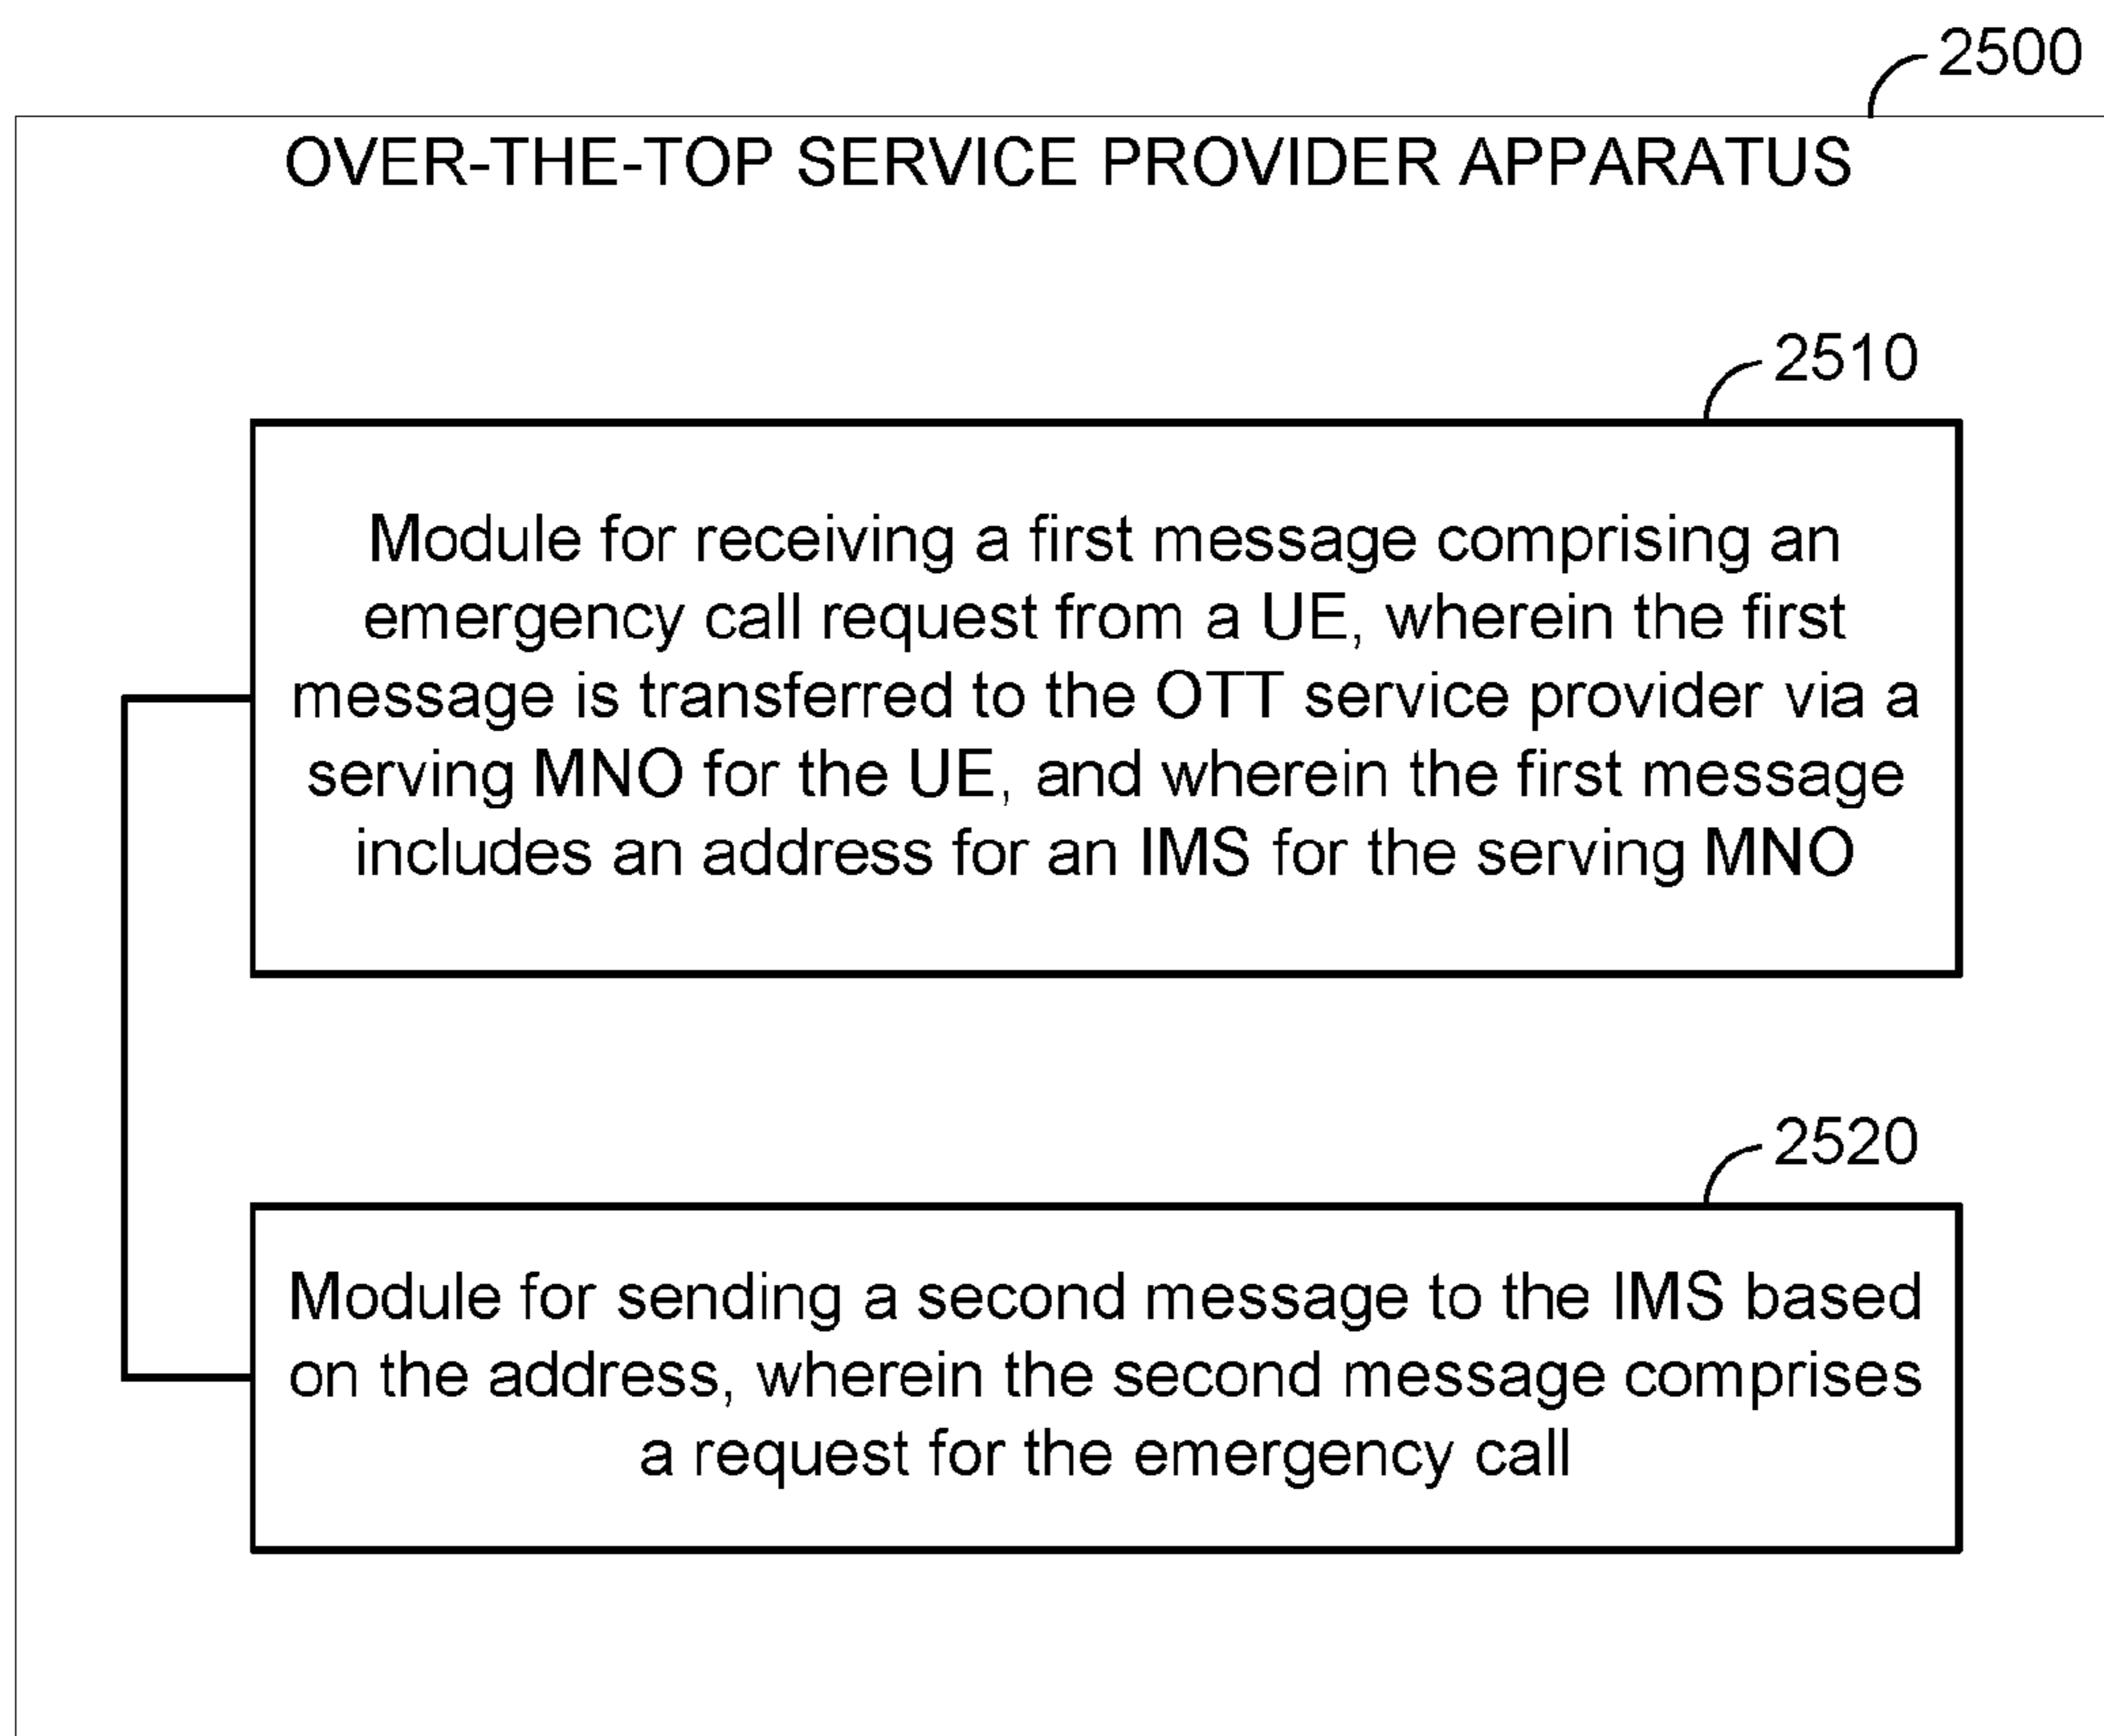 2500
OVER-THE-TOP SERVICE PROVIDER APPARATUS
2510
Module for receiving a first message comprising an
emergency call request from a UE, wherein the first
message is transferred to the OTT service provider via a
serving MNO for the UE, and wherein the first message
includes an address for an IMS for the serving MNO
2520
Module for sending a second message to the IMS based
on the address, wherein the second message comprises
a request for the emergency call